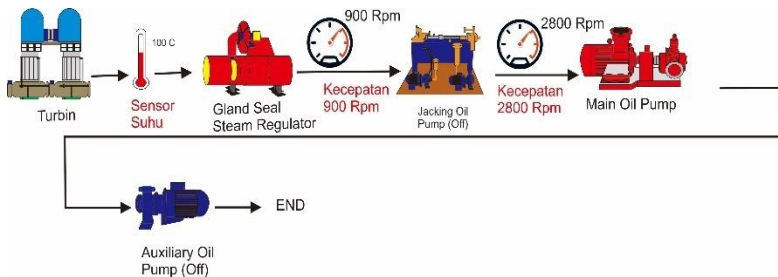 900 Rpm
2800 Rpm
100 C
Turbin
Sensor
Suhu
Gland Seal
Steam Regulator
Kecepatan
900 Rpm
Jacking Oil
Pump (Off)
Kecepatan
2800 Rpm
Main Oil Pump
END
Auxiliary Oil
Pump (Off)